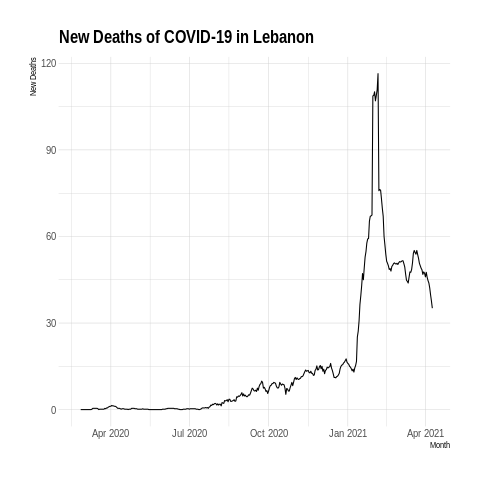 New Deaths of COVID-19 in Lebanon
New Deaths
120
90
60
30
0
Apr 2020 Jul 2020 Oct 2020 Jan 2021 Apr 2021
Month